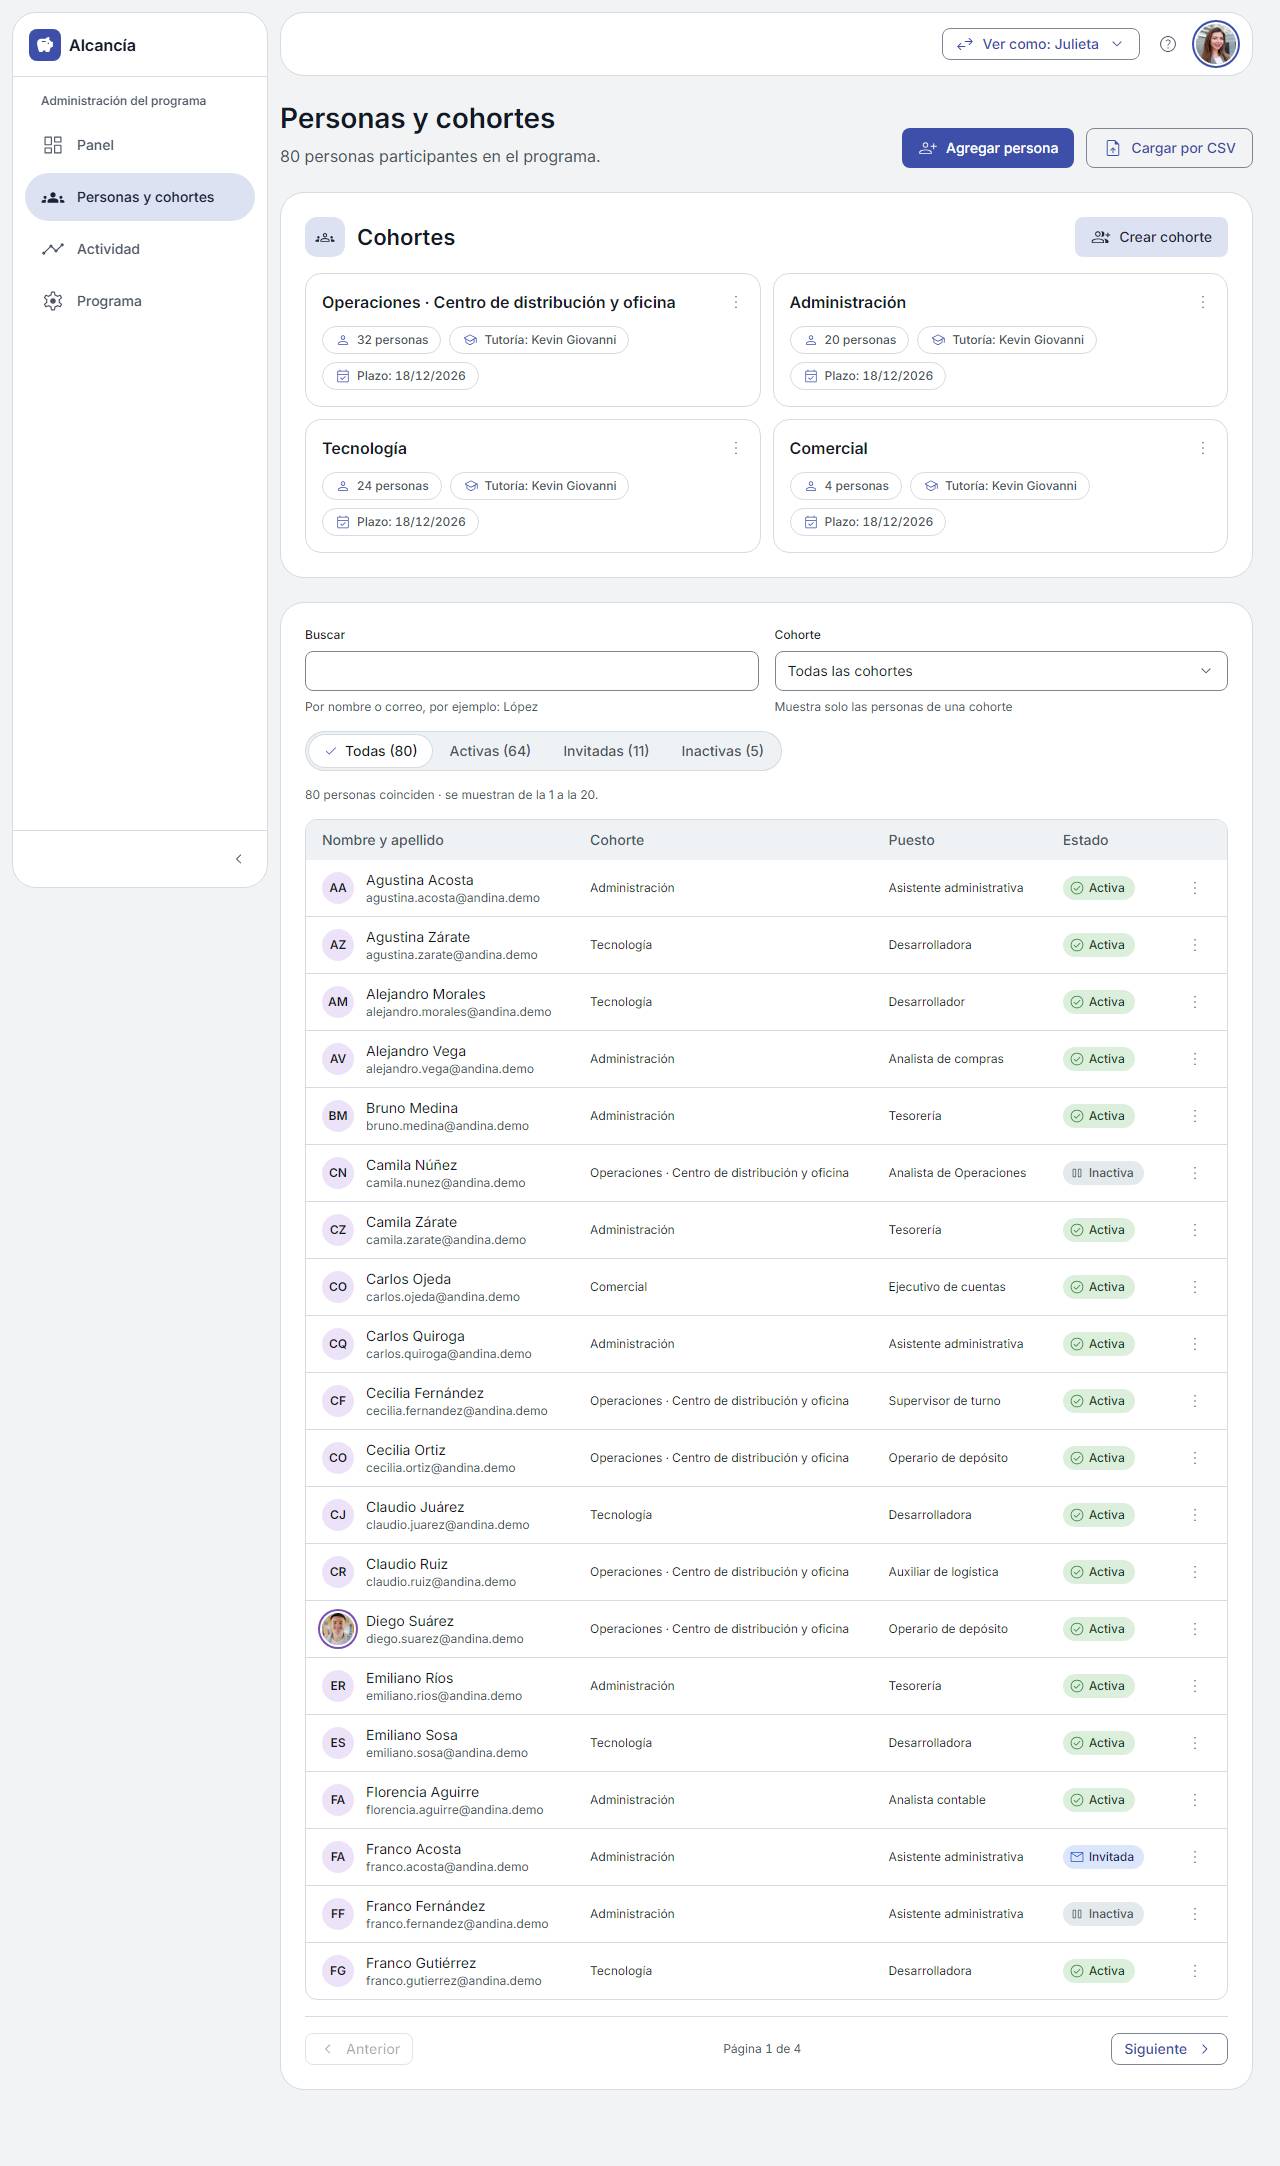 Alcancía
Ver como: Julieta
Administración del programa
Panel
Personas y cohortes
Actividad
Programa
Personas y cohortes
80 personas participantes en el programa.
Agregar persona
Cargar por CSV
Cohortes
Crear cohorte
Operaciones · Centro de distribución y oficina
32 personas
Tutoría: Kevin Giovanni
Plazo: 18/12/2026
Administración
20 personas
Tutoría: Kevin Giovanni
Plazo: 18/12/2026
Tecnología
24 personas
Tutoría: Kevin Giovanni
Plazo: 18/12/2026
Comercial
4 personas
Tutoría: Kevin Giovanni
Plazo: 18/12/2026
Buscar
Por nombre o correo, por ejemplo: López
Cohorte
Todas las cohortes
Muestra solo las personas de una cohorte
Todas (80) Activas (64) Invitadas (11) Inactivas (5)
80 personas coinciden · se muestran de la 1 a la 20.
Nombre y apellido Cohorte Puesto Estado
AA Agustina Acosta Administración Asistente administrativa Activa
agustina.acosta@andina.demo
AZ Agustina Zárate Tecnología Desarrolladora Activa
agustina.zarate@andina.demo
AM Alejandro Morales Tecnología Desarrollador Activa
alejandro.morales@andina.demo
AV Alejandro Vega Administración Analista de compras Activa
alejandro.vega@andina.demo
BM Bruno Medina Administración Tesorería Activa
bruno.medina@andina.demo
CN Camila Núñez Operaciones · Centro de distribución y oficina Analista de Operaciones Inactiva
camila.nunez@andina.demo
CZ Camila Zárate Administración Tesorería Activa
camila.zarate@andina.demo
CO Carlos Ojeda Comercial Ejecutivo de cuentas Activa
carlos.ojeda@andina.demo
CQ Carlos Quiroga Administración Asistente administrativa Activa
carlos.quiroga@andina.demo
CF Cecilia Fernández Operaciones · Centro de distribución y oficina Supervisor de turno Activa
cecilia.fernandez@andina.demo
CO Cecilia Ortiz Operaciones · Centro de distribución y oficina Operario de depósito Activa
cecilia.ortiz@andina.demo
CJ Claudio Juárez Tecnología Desarrolladora Activa
claudio.juarez@andina.demo
CR Claudio Ruiz Operaciones · Centro de distribución y oficina Auxiliar de logística Activa
claudio.ruiz@andina.demo
Diego Suárez Operaciones · Centro de distribución y oficina Operario de depósito Activa
diego.suarez@andina.demo
ER Emiliano Ríos Administración Tesorería Activa
emiliano.rios@andina.demo
ES Emiliano Sosa Tecnología Desarrolladora Activa
emiliano.sosa@andina.demo
FA Florencia Aguirre Administración Analista contable Activa
florencia.aguirre@andina.demo
FA Franco Acosta Administración Asistente administrativa Invitada
franco.acosta@andina.demo
FF Franco Fernández Administración Asistente administrativa Inactiva
franco.fernandez@andina.demo
FG Franco Gutiérrez Tecnología Desarrolladora Activa
franco.gutierrez@andina.demo
Anterior
Página 1 de 4
Siguiente